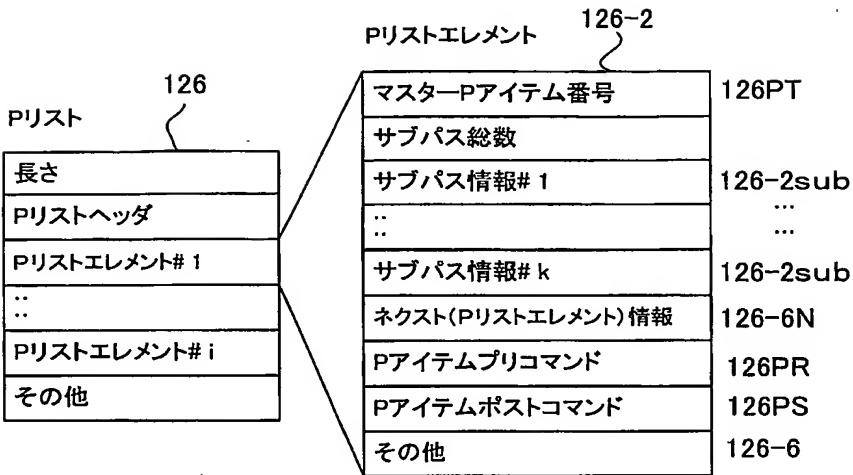 Pリスト
126
長さ
Pリストヘッダ
Pリストエレメント#1
::
Pリストエレメント#i
その他
Pリストエレメント
126-2
マスターPアイテム番号 126PT
サブパス総数
サブパス情報#1 126-2sub
:: ... ...
サブパス情報#k 126-2sub
ネクスト(Pリストエレメント)情報 126-6N
Pアイテムプリコマンド 126PR
Pアイテムポストコマンド 126PS
その他 126-6